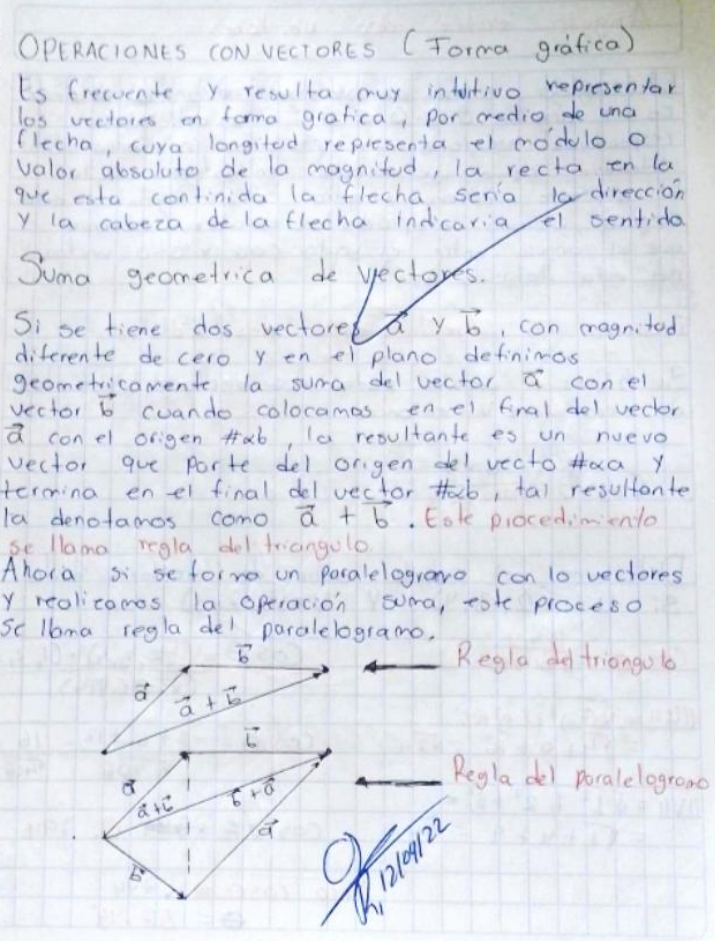 OPERACIONES CON VECTORES (Forma gráfica)
Es frecuente y resulta muy intuitivo representar
los vectores en forma grafica, por medio de una
flecha, cuya longitud representa el módulo o
valor absoluto de la magnitud, la recta en la
que esta continida la flecha seria la dirección
y la cabeza de la flecha indicaria el sentido
Suma geometrica de vectores.
Si se tiene dos vectores a⃗ y b⃗, con magnitud
diferente de cero y en el plano definimos
geometricamente la suma del vector a⃗ con el
vector b⃗ cuando colocamos en el final del vector
a⃗ con el origen #αb, la resultante es un nuevo
vector que parte del origen del vecto #αa y
termina en el final del vector #αb, tal resultante
la denotamos como a⃗ + b⃗. Este procedimiento
se llama regla del triangulo.
Ahora si se forma un paralelogramo con lo vectores
y realizamos la operación suma, este proceso
se llama regla del paralelogramo.
b⃗
Regla del triangulo
a⃗
a⃗ + b⃗
b⃗
a⃗
a⃗+b⃗
b⃗+a⃗
Regla del paralelogramo
a⃗
b⃗
12/09/22